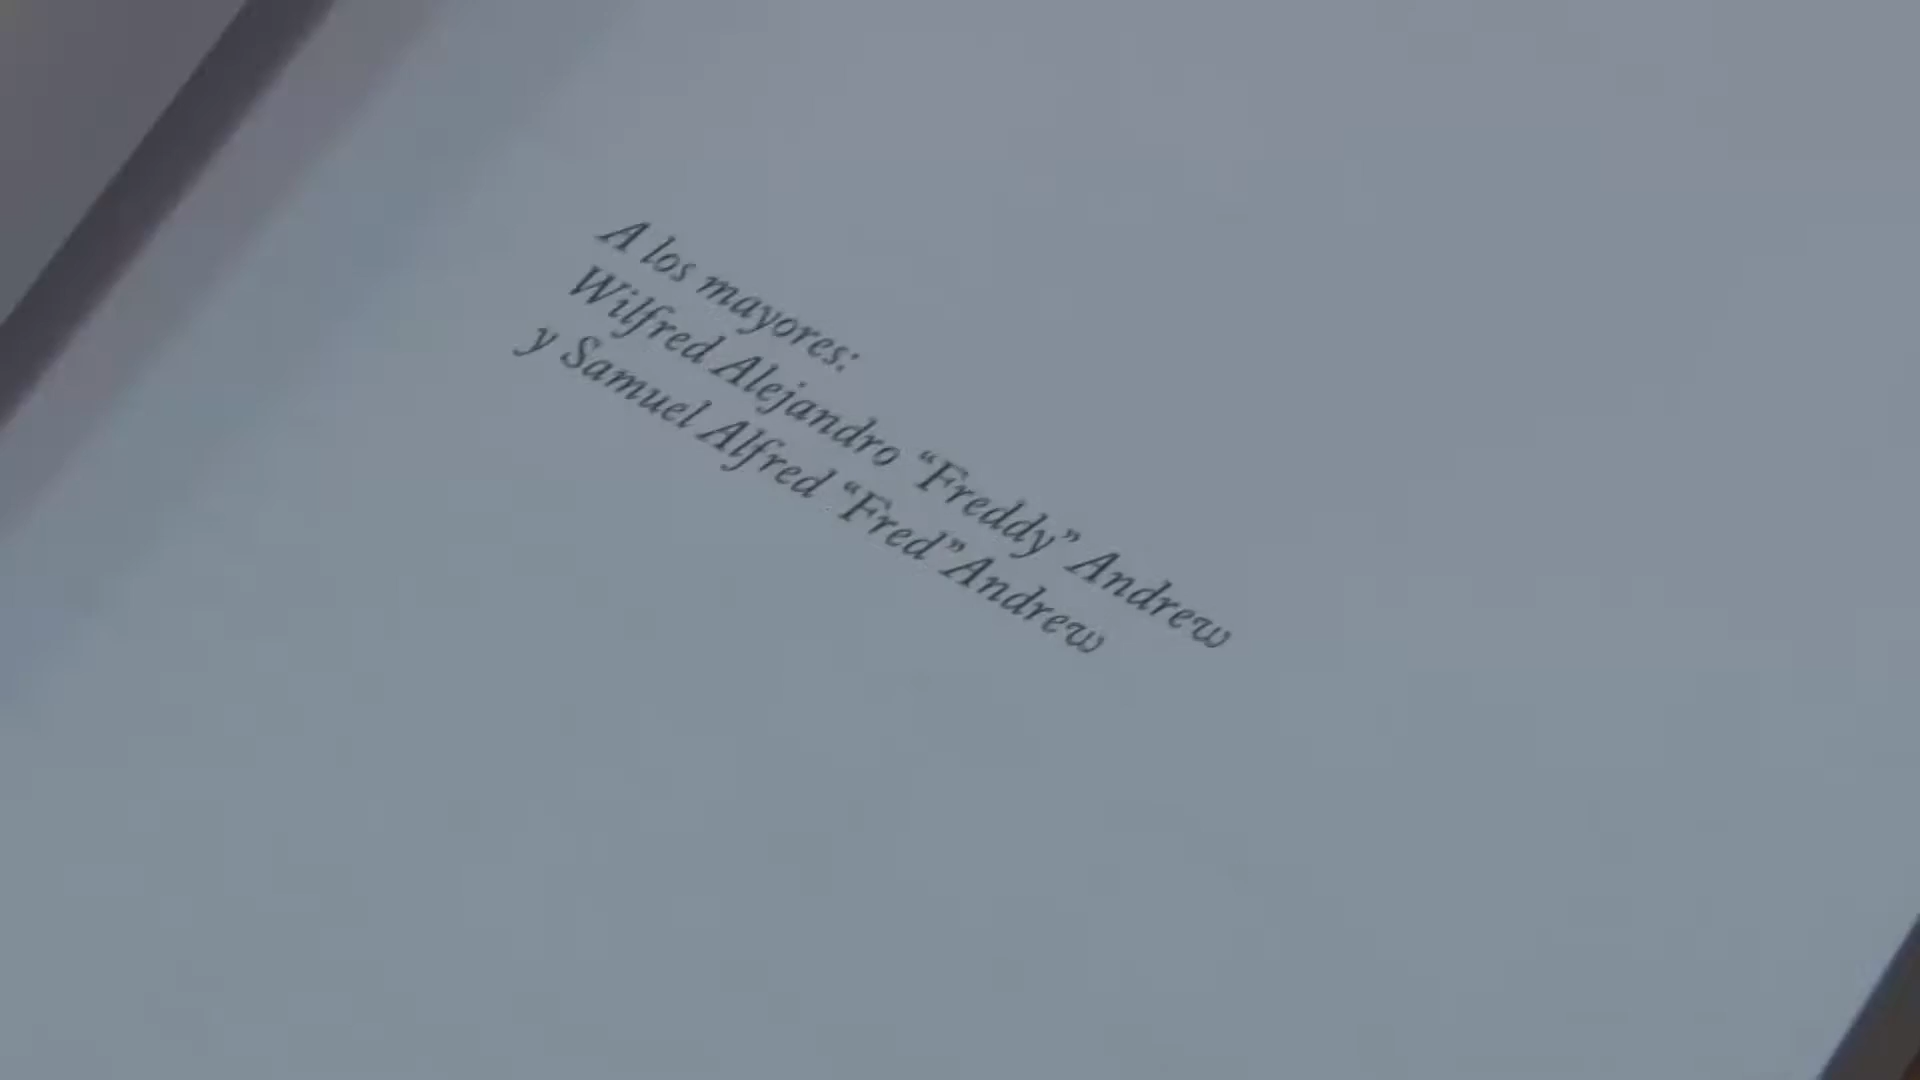 A los mayores:
Wilfred Alejandro “Freddy” Andrew
y Samuel Alfred “Fred” Andrew